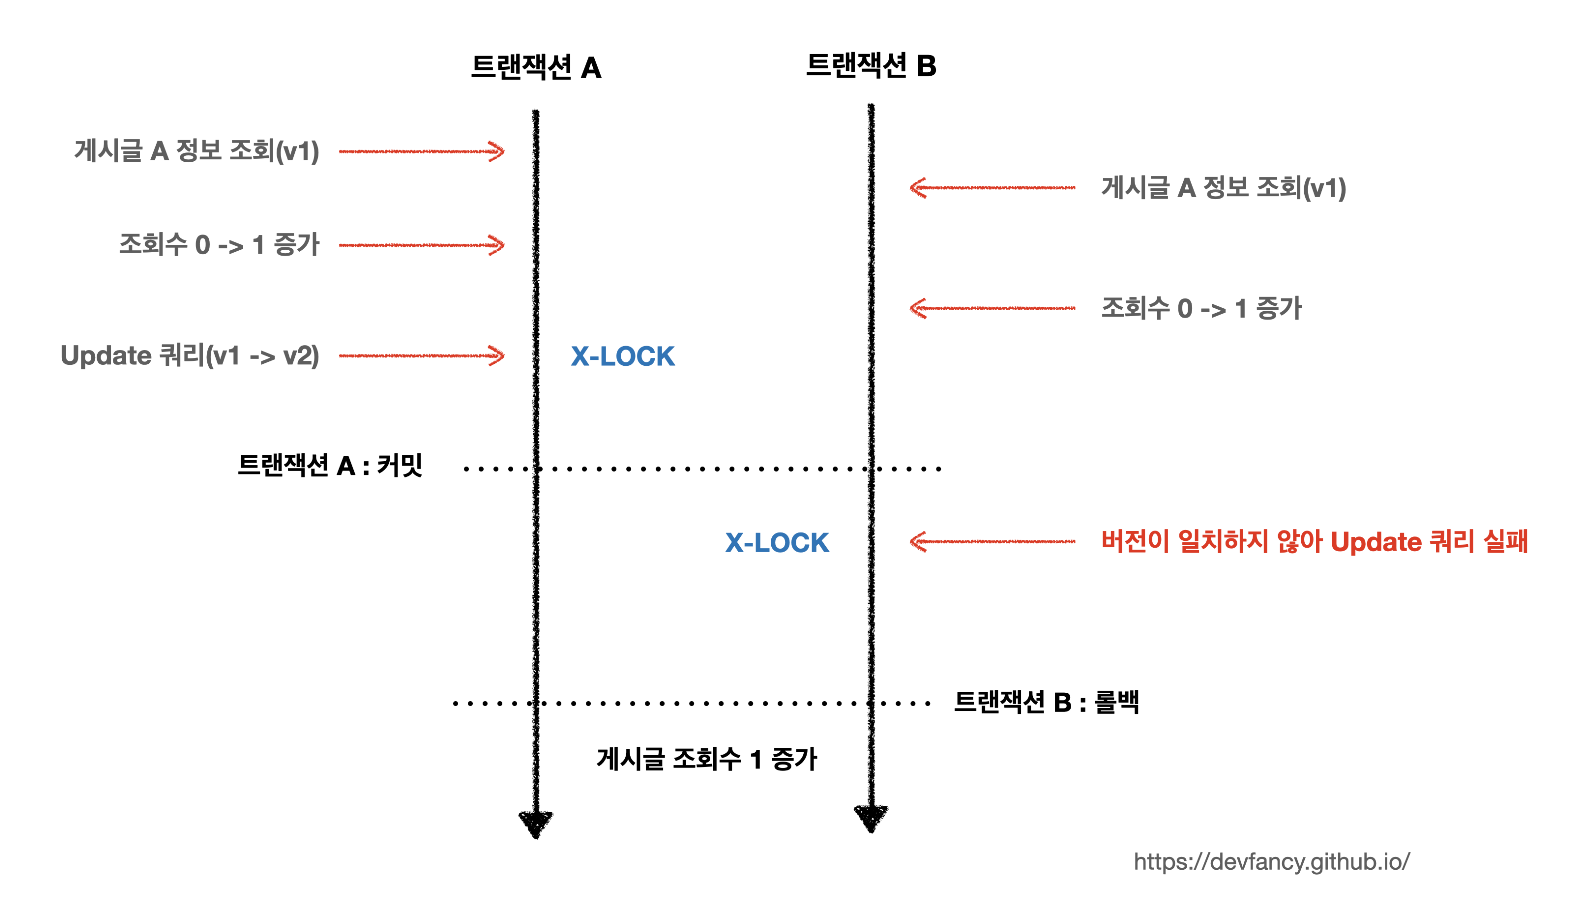 트랜잭션 A
트랜잭션 B
게시글 A 정보 조회(v1)
게시글 A 정보 조회(v1)
조회수 0 -> 1 증가
조회수 0 -> 1 증가
Update 쿼리(v1 -> v2)
X-LOCK
트랜잭션 A : 커밋
X-LOCK
버전이 일치하지 않아 Update 쿼리 실패
트랜잭션 B : 롤백
게시글 조회수 1 증가
https://devfancy.github.io/